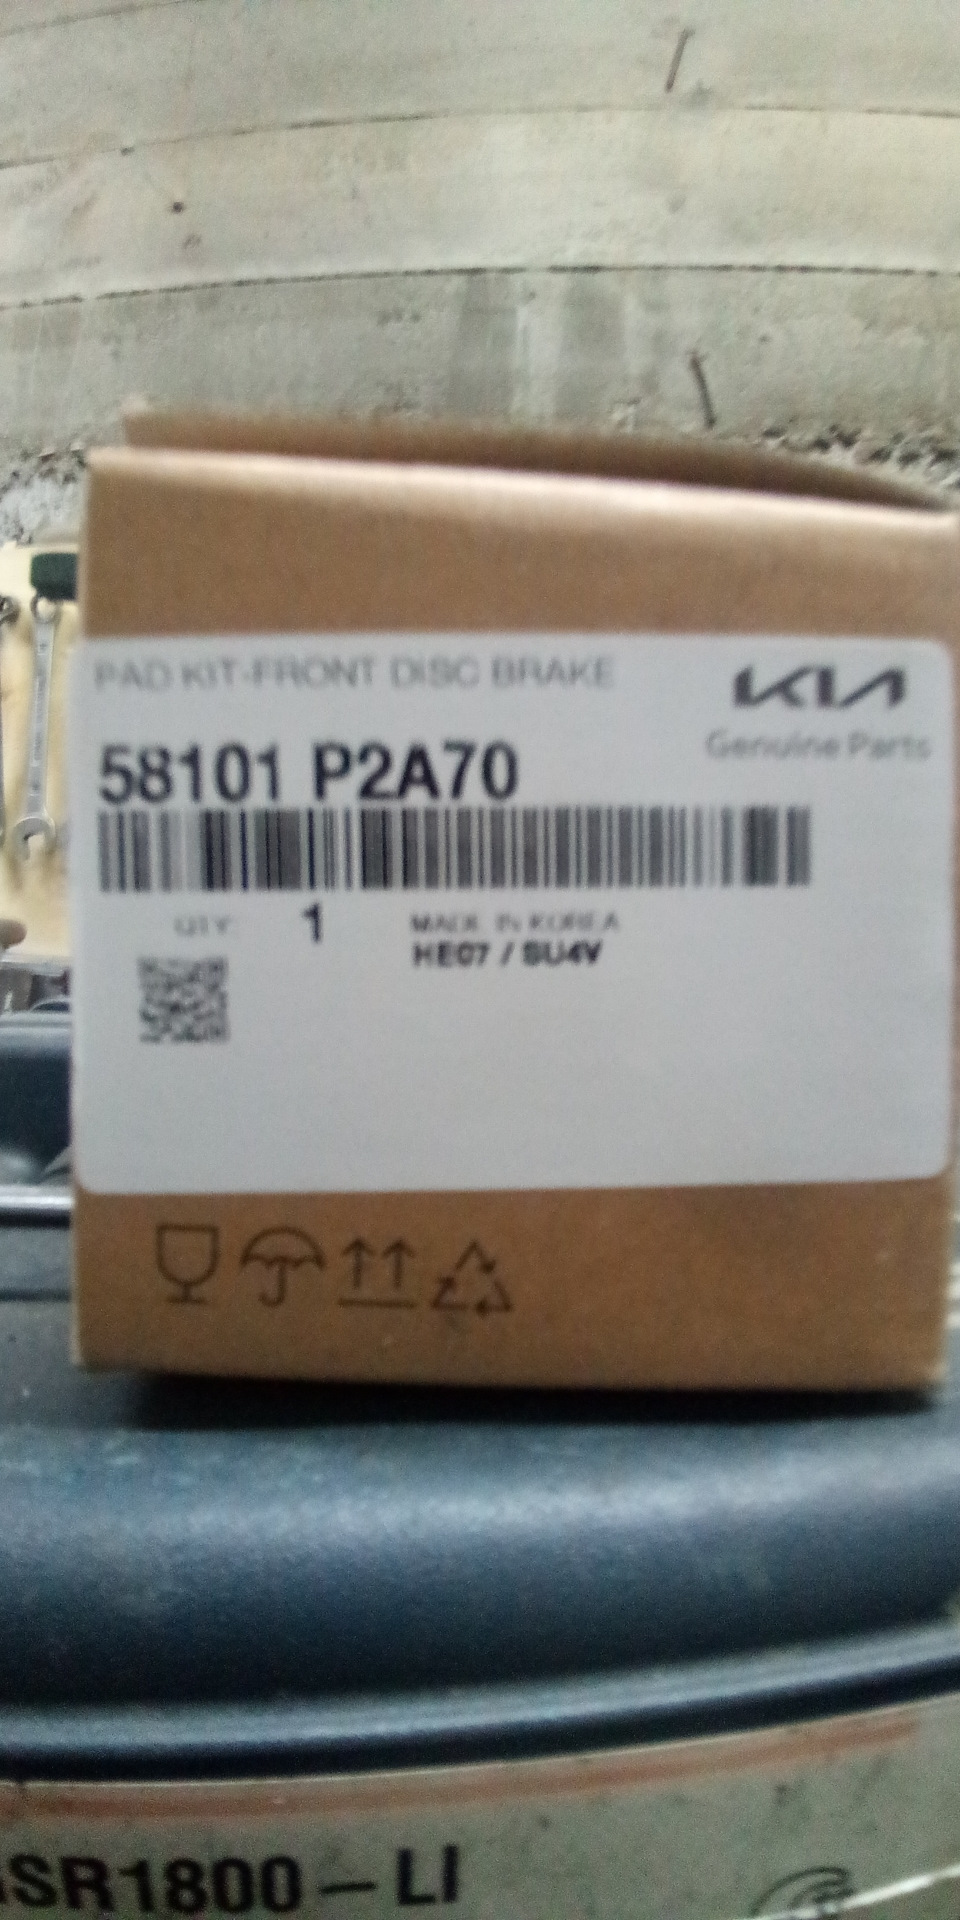 PAD KIT-FRONT DISC BRAKE
KIA
Genuine Parts
58101 P2A70
QTY 1
MADE IN KOREA
HE07 / SU4V
SR1800-LI